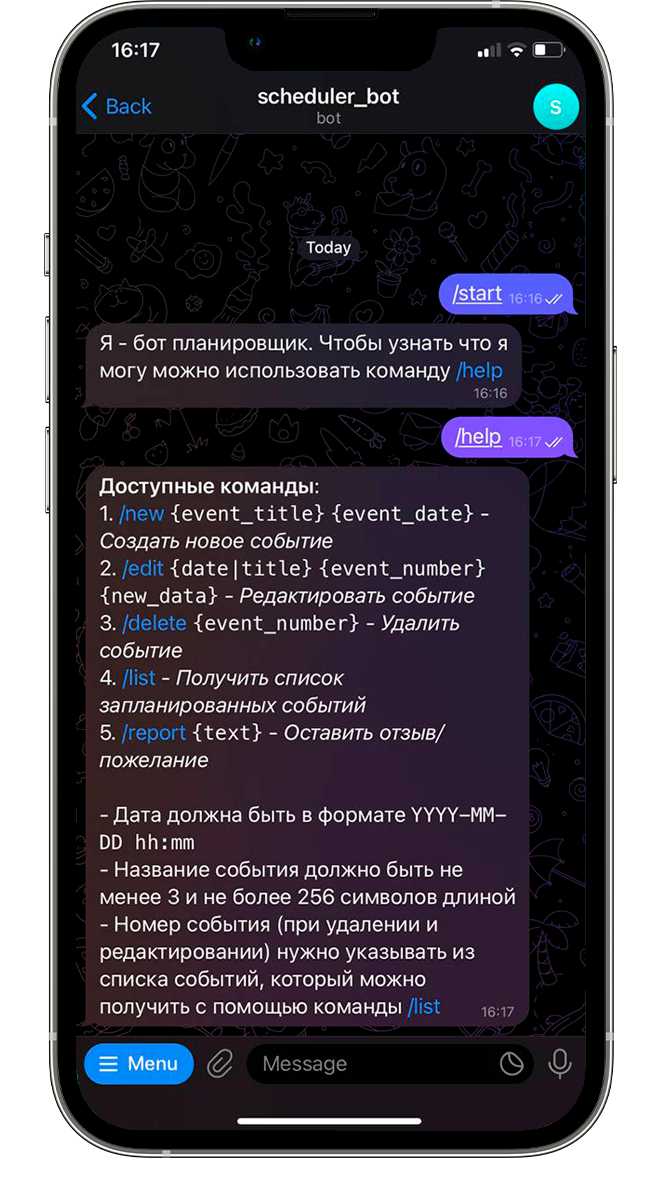 16:17
Back
scheduler_bot
bot
S
Today
/start 16:16
Я - бот планировщик. Чтобы узнать что я
могу можно использовать команду /help
16:16
/help 16:17
Доступные команды:
1. /new {event_title} {event_date} -
Создать новое событие
2. /edit {date|title} {event_number}
{new_data} - Редактировать событие
3. /delete {event_number} - Удалить
событие
4. /list - Получить список
запланированных событий
5. /report {text} - Оставить отзыв/
пожелание
- Дата должна быть в формате YYYY-MM-
DD hh:mm
- Название события должно быть не
менее 3 и не более 256 символов длиной
- Номер события (при удалении и
редактировании) нужно указывать из
списка событий, который можно
получить с помощью команды /list 16:17
Menu
Message